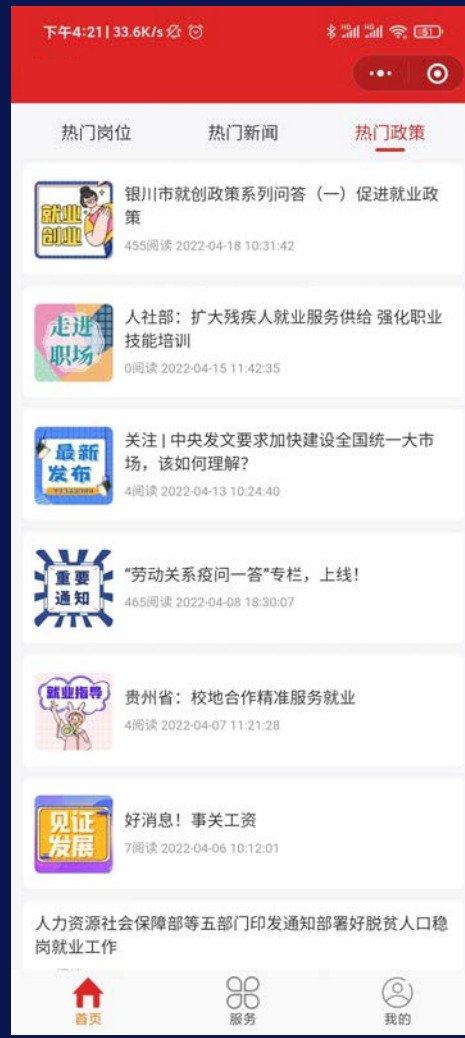 下午4:21 | 33.6K/s
51
热门岗位 热门新闻 热门政策
就业
创业
银川市就创政策系列问答（一）促进就业政
策
455阅读 2022-04-18 10:31:42
走进
职场
人社部：扩大残疾人就业服务供给 强化职业
技能培训
0阅读 2022-04-15 11:42:35
最新
发布
关注 | 中央发文要求加快建设全国统一大市
场，该如何理解？
4阅读 2022-04-13 10:24:40
重要
通知
“劳动关系疫问一答”专栏，上线！
465阅读 2022-04-08 18:30:07
就业指导
贵州省：校地合作精准服务就业
4阅读 2022-04-07 11:21:28
见证
发展
好消息！事关工资
7阅读 2022-04-06 10:12:01
人力资源社会保障部等五部门印发通知部署好脱贫人口稳
岗就业工作
首页 服务 我的